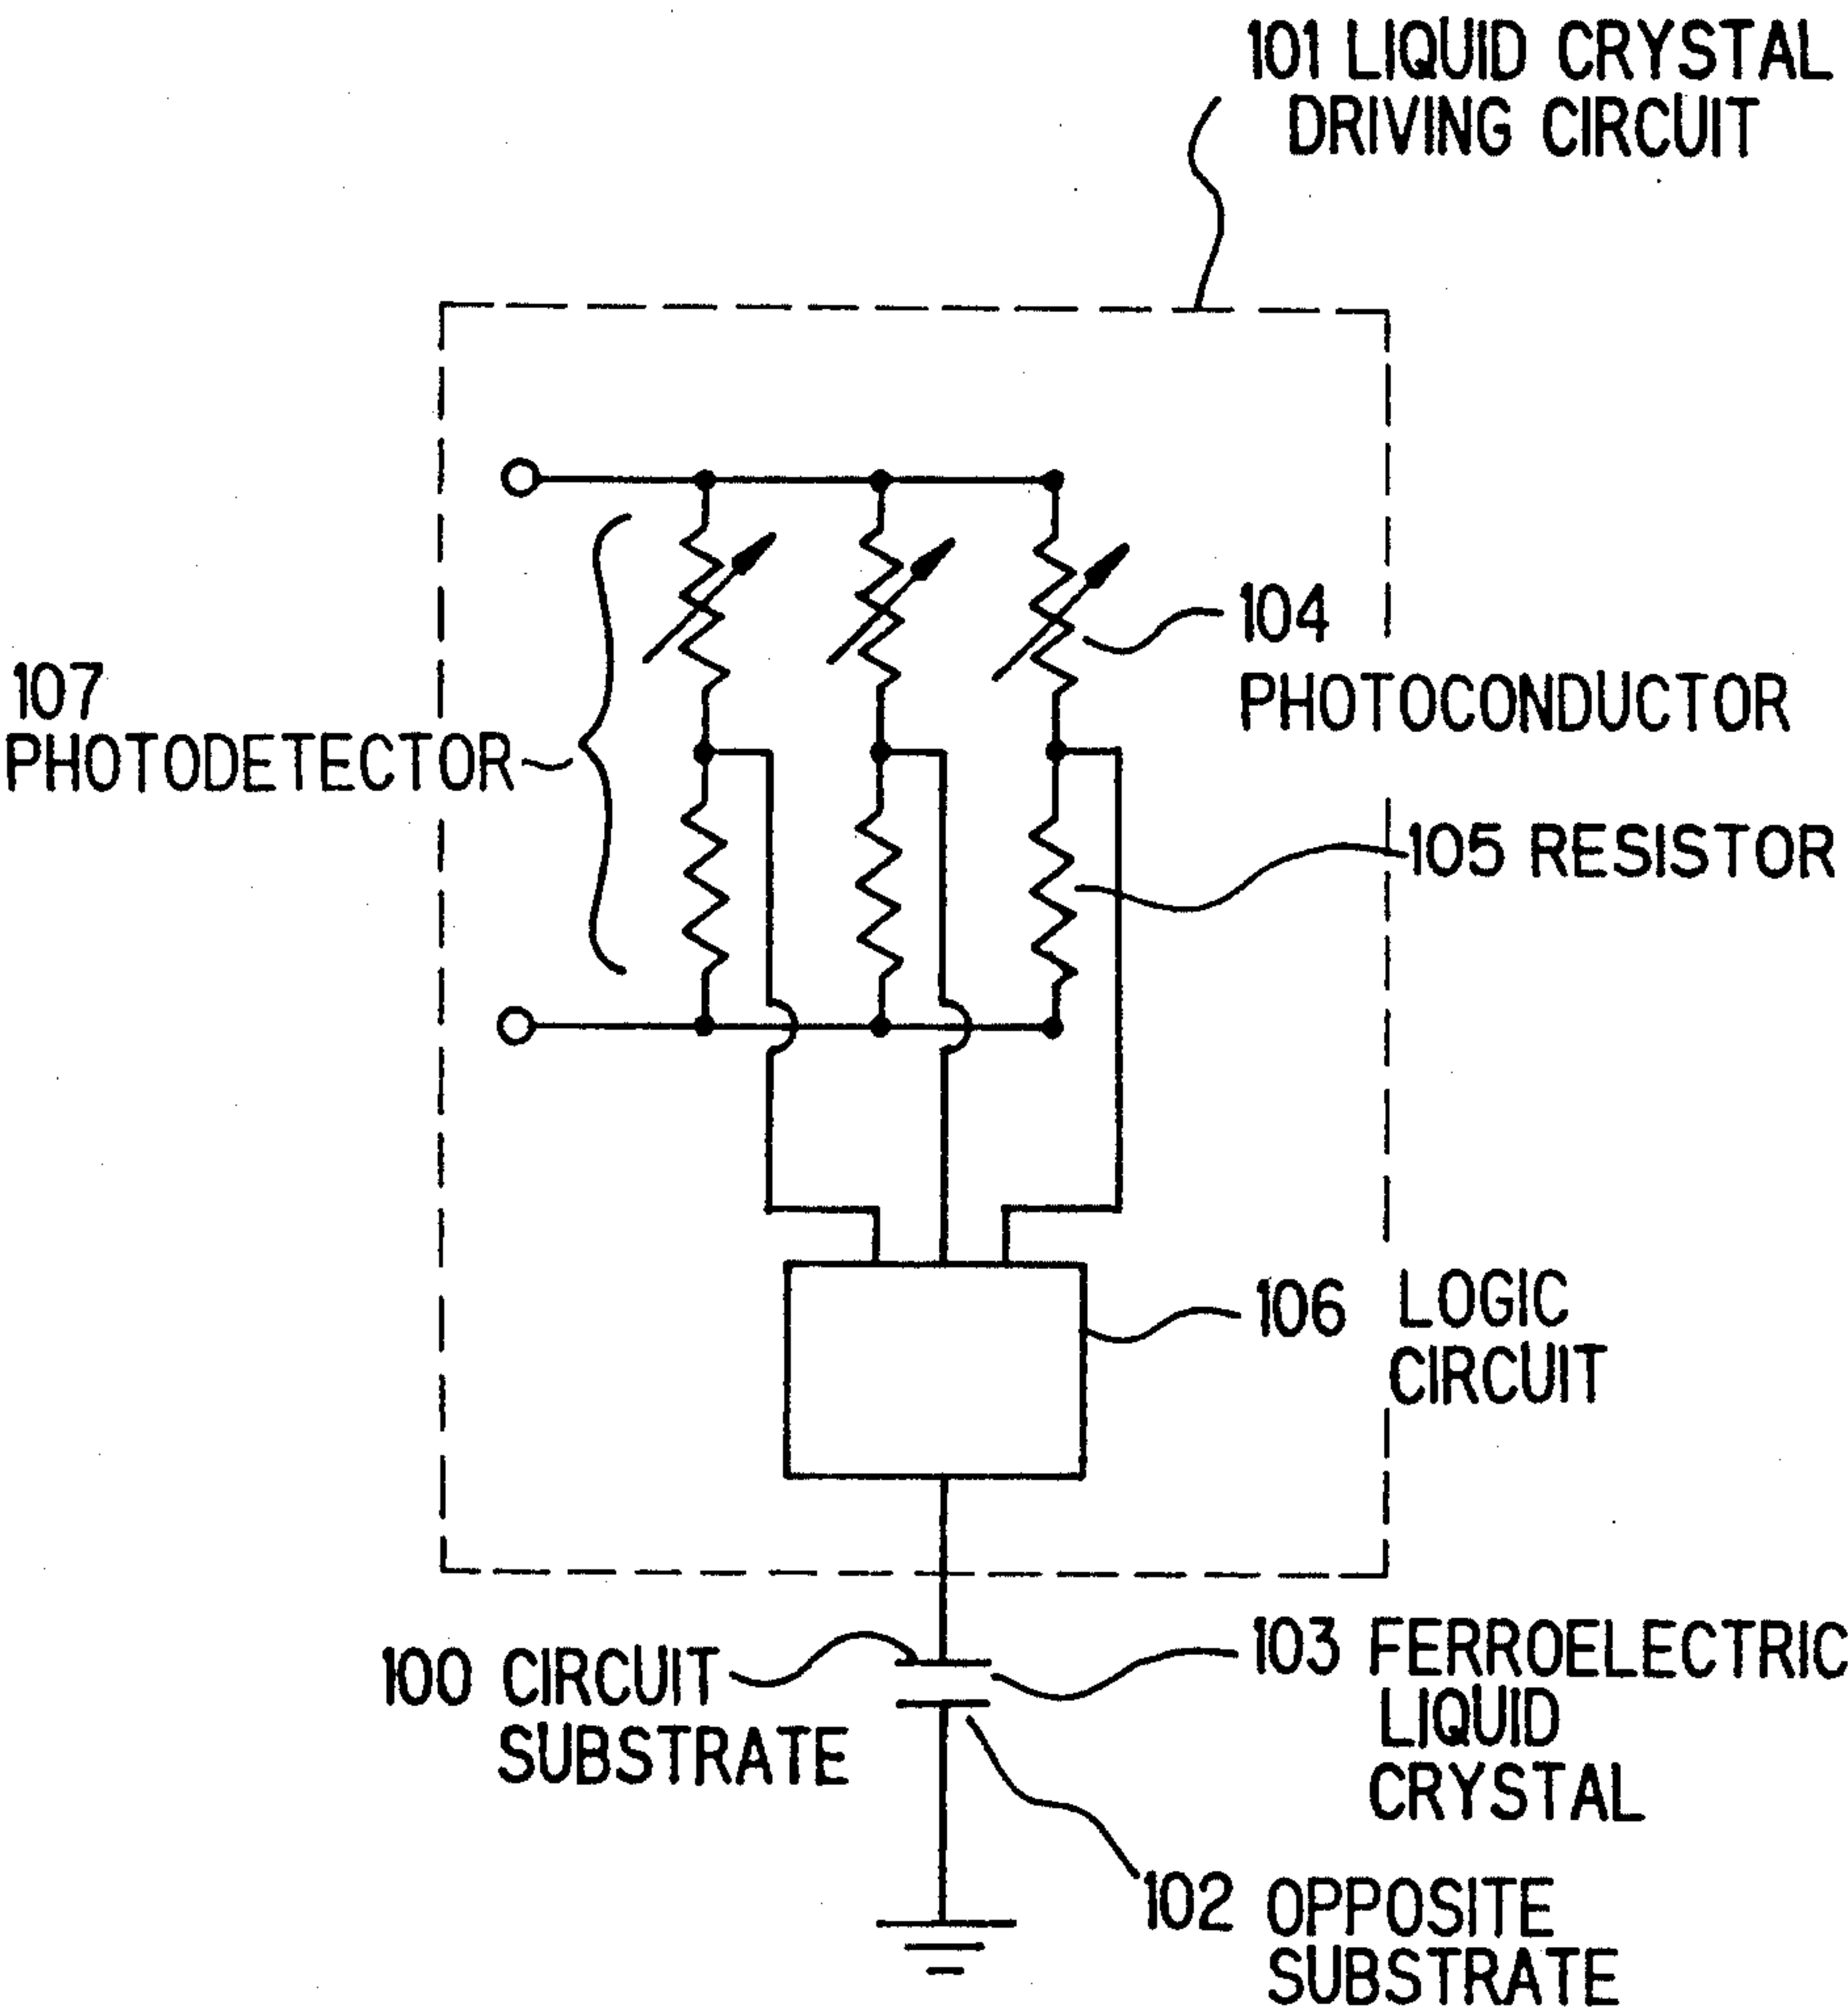 101 LIQUID CRYSTAL
DRIVING CIRCUIT
104
PHOTOCONDUCTOR
107
PHOTODETECTOR
105 RESISTOR
106 LOGIC
CIRCUIT
100 CIRCUIT
SUBSTRATE
103 FERROELECTRIC
LIQUID
CRYSTAL
102 OPPOSITE
SUBSTRATE